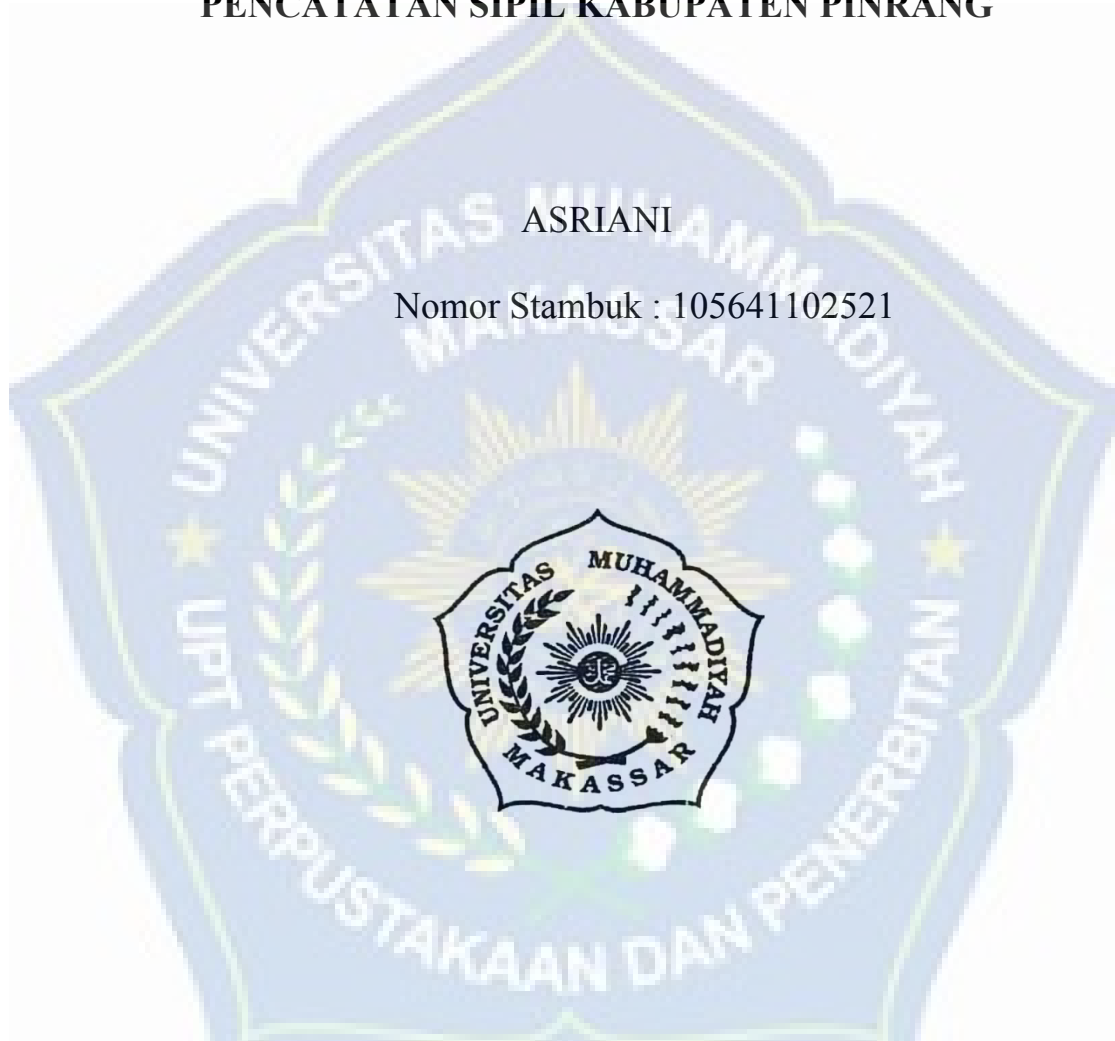 PENCATATAN SIPIL KABUPATEN PINRANG
ASRIANI
Nomor Stambuk : 105641102521
UNIVERSITAS MUHAMMADIYAH
MAKASSAR
UPT PERPUSTAKAAN DAN PENERBITAN
UNIVERSITAS MUHAMMADIYAH
MAKASSAR